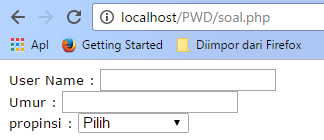 localhost/PWD/soal.php
Apl Getting Started Diimpor dari Firefox
User Name :
Umur :
propinsi : Pilih